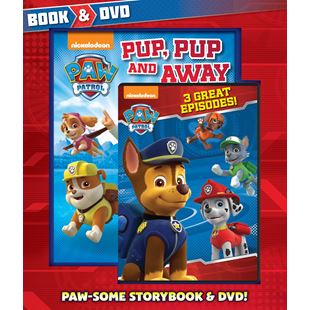 BOOK & DVD
nickelodeon
PAW
PATROL
PUP, PUP
AND AWAY
nickelodeon
PAW
PATROL
3 GREAT
EPISODES!
PAW-SOME STORYBOOK & DVD!